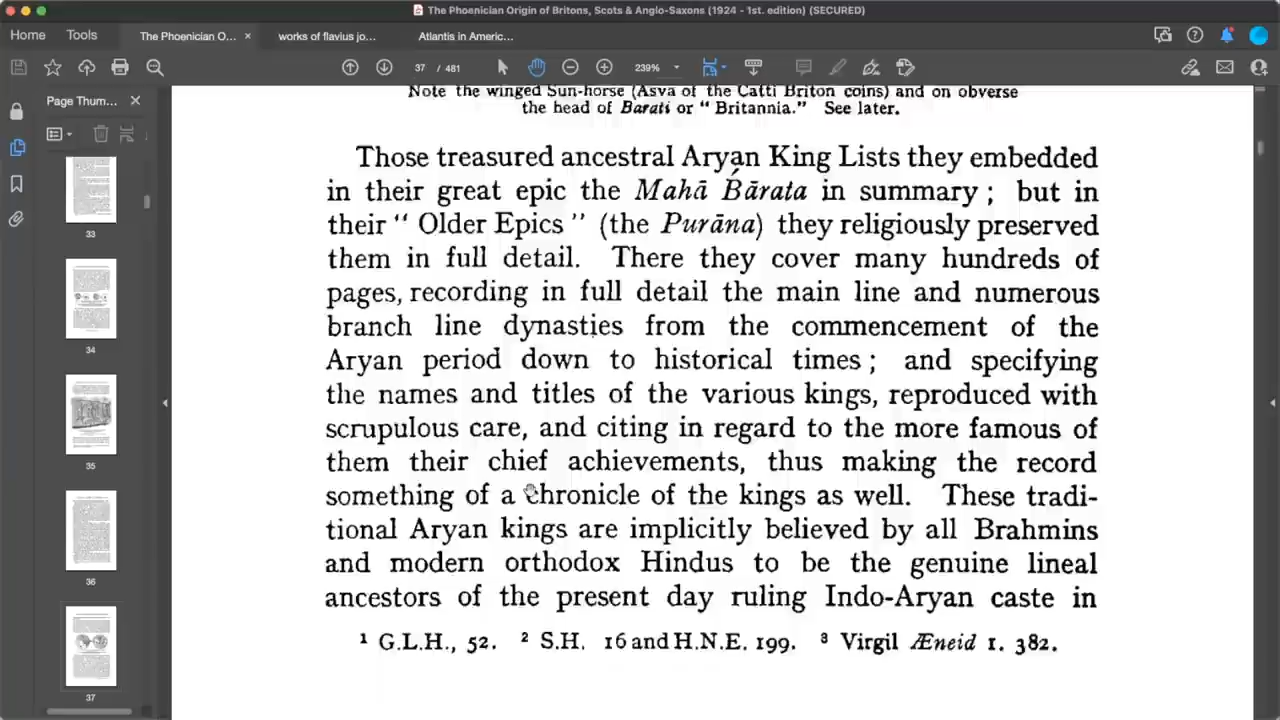 The Phoenician Origin of Britons, Scots & Anglo-Saxons (1924 - 1st. edition) (SECURED)
Home Tools The Phoenician O... × works of flavius jo... Atlantis in Americ...
37 / 481 239%
Page Thum... ×
33
34
35
36
37
Note the winged Sun-horse (Asva of the Catti Briton coins) and on obverse
the head of Barati or “ Britannia.” See later.
Those treasured ancestral Aryan King Lists they embedded
in their great epic the Mahā B́ārata in summary ; but in
their “ Older Epics ” (the Purāna) they religiously preserved
them in full detail. There they cover many hundreds of
pages, recording in full detail the main line and numerous
branch line dynasties from the commencement of the
Aryan period down to historical times ; and specifying
the names and titles of the various kings, reproduced with
scrupulous care, and citing in regard to the more famous of
them their chief achievements, thus making the record
something of a chronicle of the kings as well. These tradi-
tional Aryan kings are implicitly believed by all Brahmins
and modern orthodox Hindus to be the genuine lineal
ancestors of the present day ruling Indo-Aryan caste in
¹ G.L.H., 52. ² S.H. 16 and H.N.E. 199. ³ Virgil Æneid I. 382.